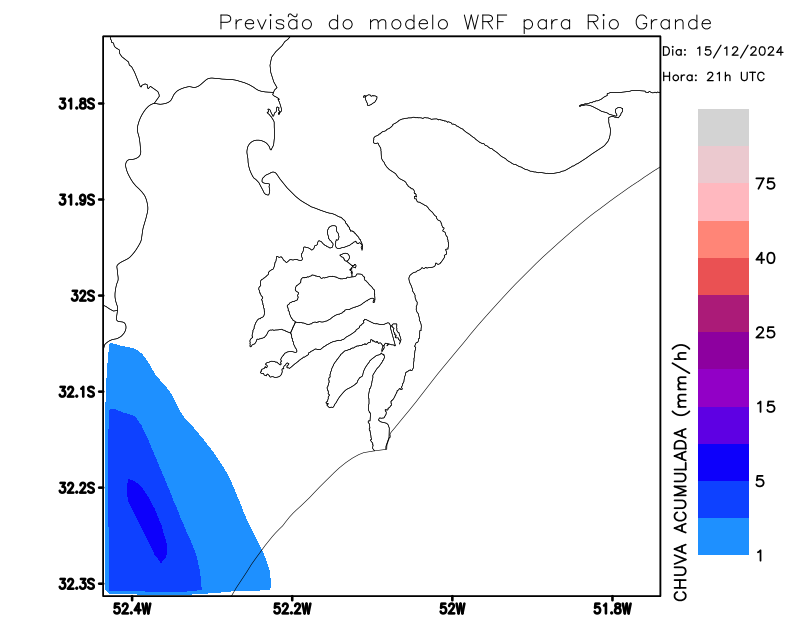 Previsão do modelo WRF para Rio Grande
Dia: 15/12/2024
Hora: 21h UTC
31.8S
31.9S
32S
32.1S
32.2S
32.3S
52.4W
52.2W
52W
51.8W
CHUVA ACUMULADA (mm/h)
75
40
25
15
5
1